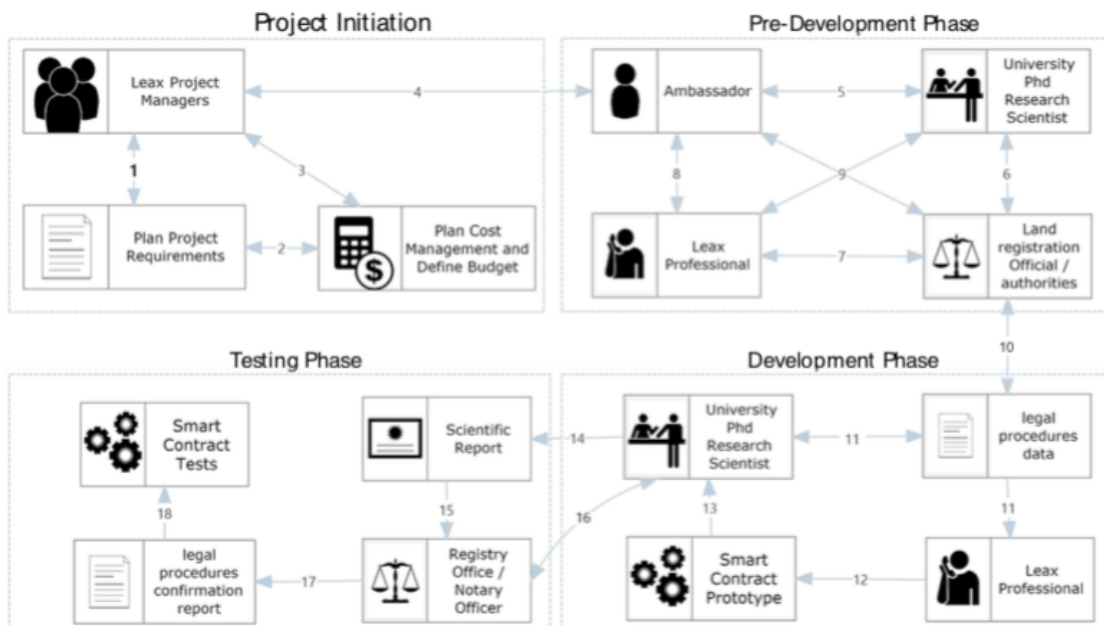 Project Initiation
Leax Project
Managers
4
1
3
Plan Project
Requirements
2
Plan Cost
Management and
Define Budget
$
Pre-Development Phase
Ambassador
5
University
Phd
Research
Scientist
8
9
6
Leax
Professional
7
Land
registration
Official /
authorities
10
Testing Phase
Smart
Contract
Tests
Scientific
Report
14
18
15
16
legal
procedures
confirmation
report
17
Registry
Office /
Notary
Officer
Development Phase
University
Phd
Research
Scientist
11
legal
procedures
data
13
11
Smart
Contract
Prototype
12
Leax
Professional